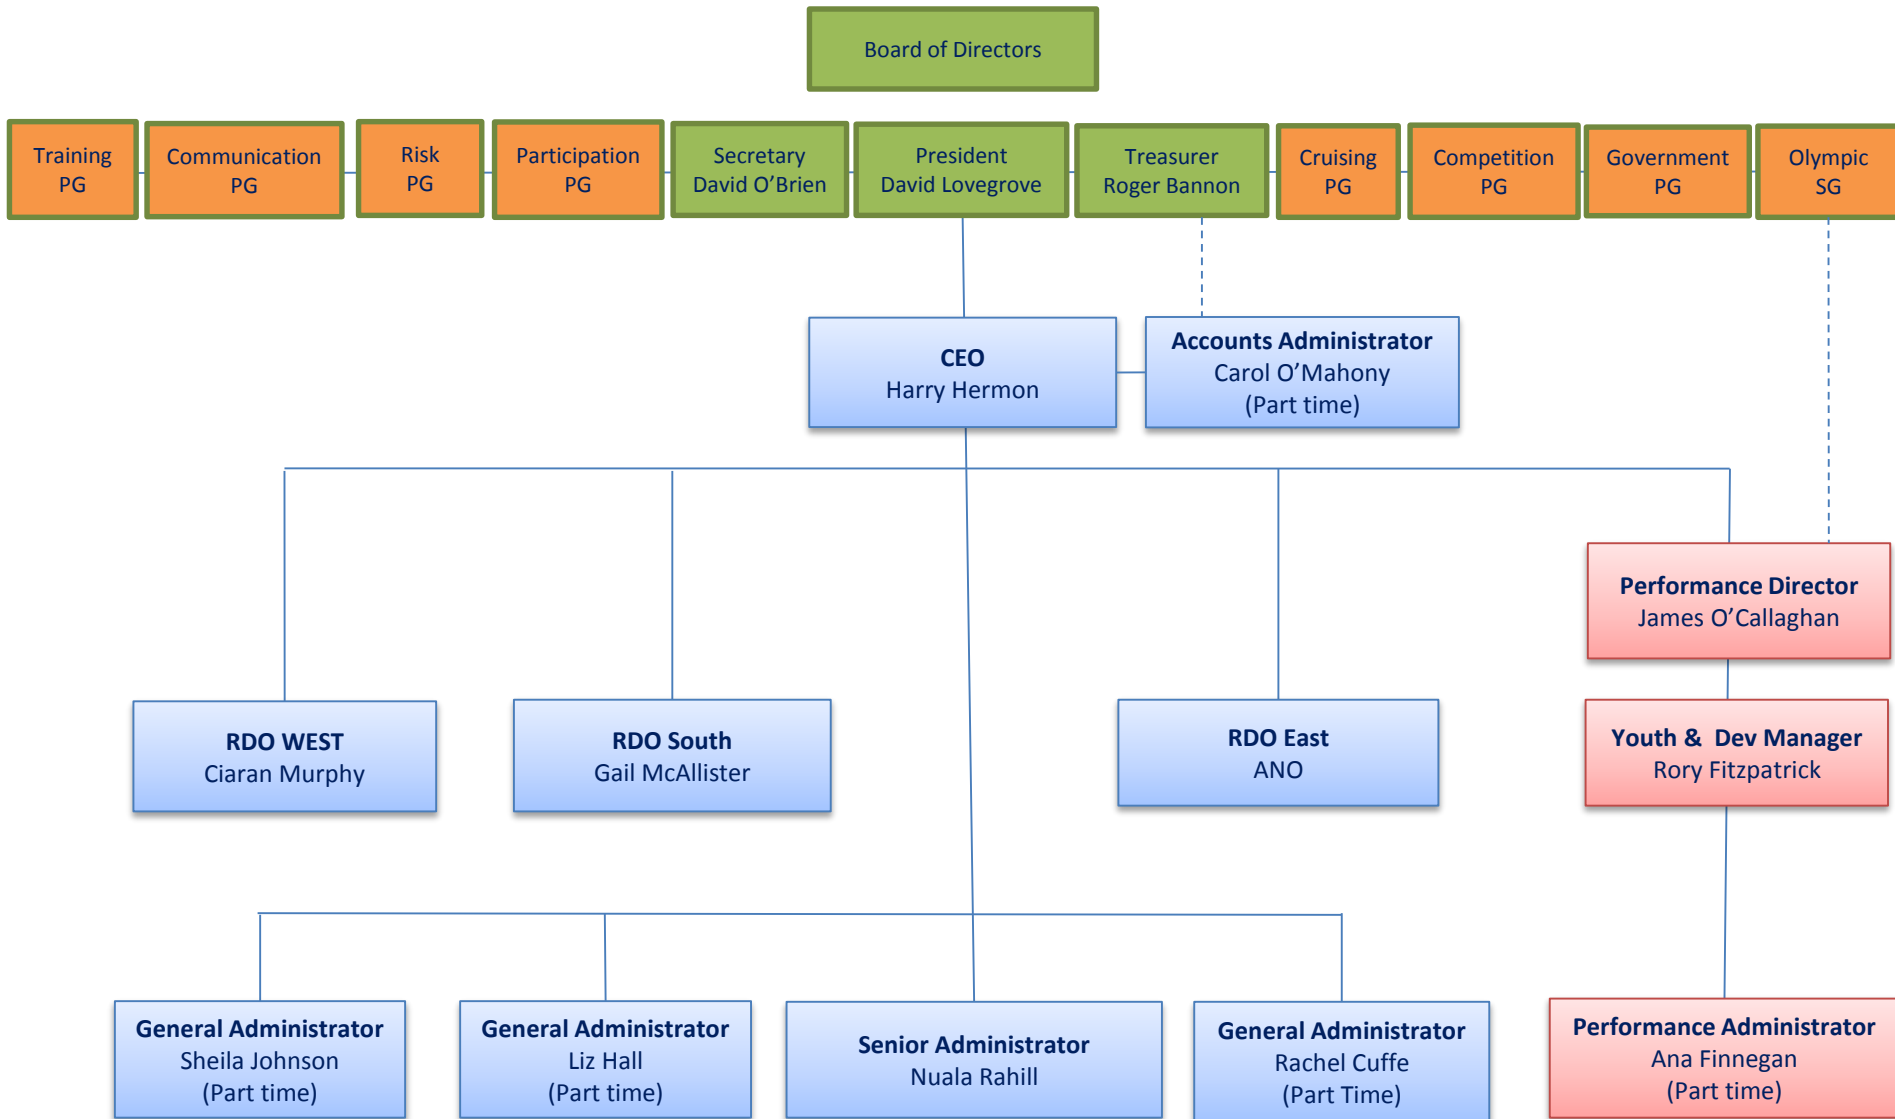 Board of Directors
Training
PG
Communication
PG
Risk
PG
Participation
PG
Secretary
David O’Brien
President
David Lovegrove
Treasurer
Roger Bannon
Cruising
PG
Competition
PG
Government
PG
Olympic
SG
CEO
Harry Hermon
Accounts Administrator
Carol O’Mahony
(Part time)
Performance Director
James O’Callaghan
RDO WEST
Ciaran Murphy
RDO South
Gail McAllister
RDO East
ANO
Youth & Dev Manager
Rory Fitzpatrick
General Administrator
Sheila Johnson
(Part time)
General Administrator
Liz Hall
(Part time)
Senior Administrator
Nuala Rahill
General Administrator
Rachel Cuffe
(Part Time)
Performance Administrator
Ana Finnegan
(Part time)